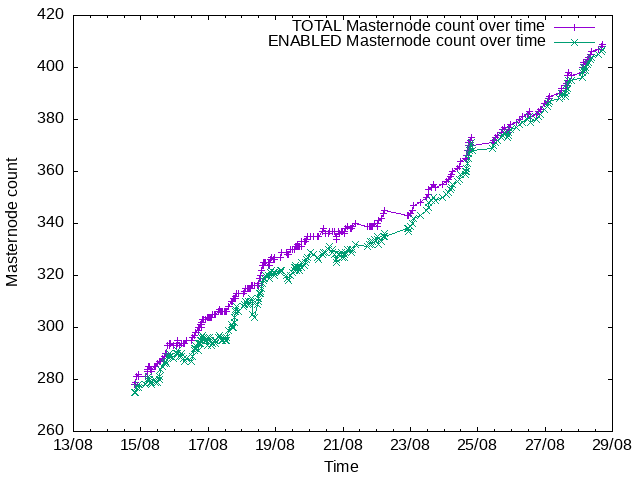 TOTAL Masternode count over time
ENABLED Masternode count over time
Masternode count
420
400
380
360
340
320
300
280
260
13/08 15/08 17/08 19/08 21/08 23/08 25/08 27/08 29/08
Time